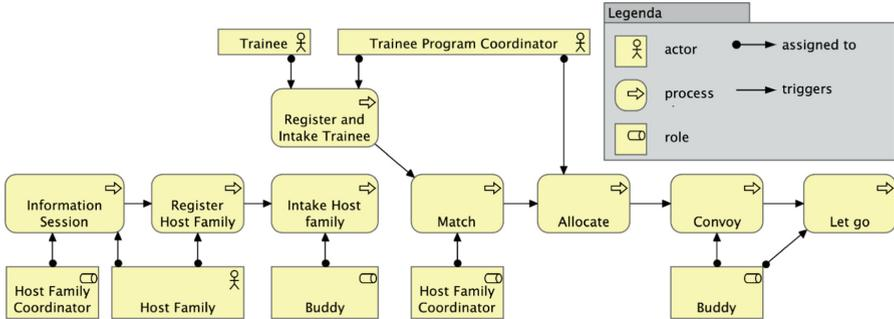 Legenda
Trainee
Trainee Program Coordinator
actor
assigned to
process
triggers
role
Register and
Intake Trainee
Information
Session
Register
Host Family
Intake Host
family
Match
Allocate
Convoy
Let go
Host Family
Coordinator
Host Family
Buddy
Host Family
Coordinator
Buddy